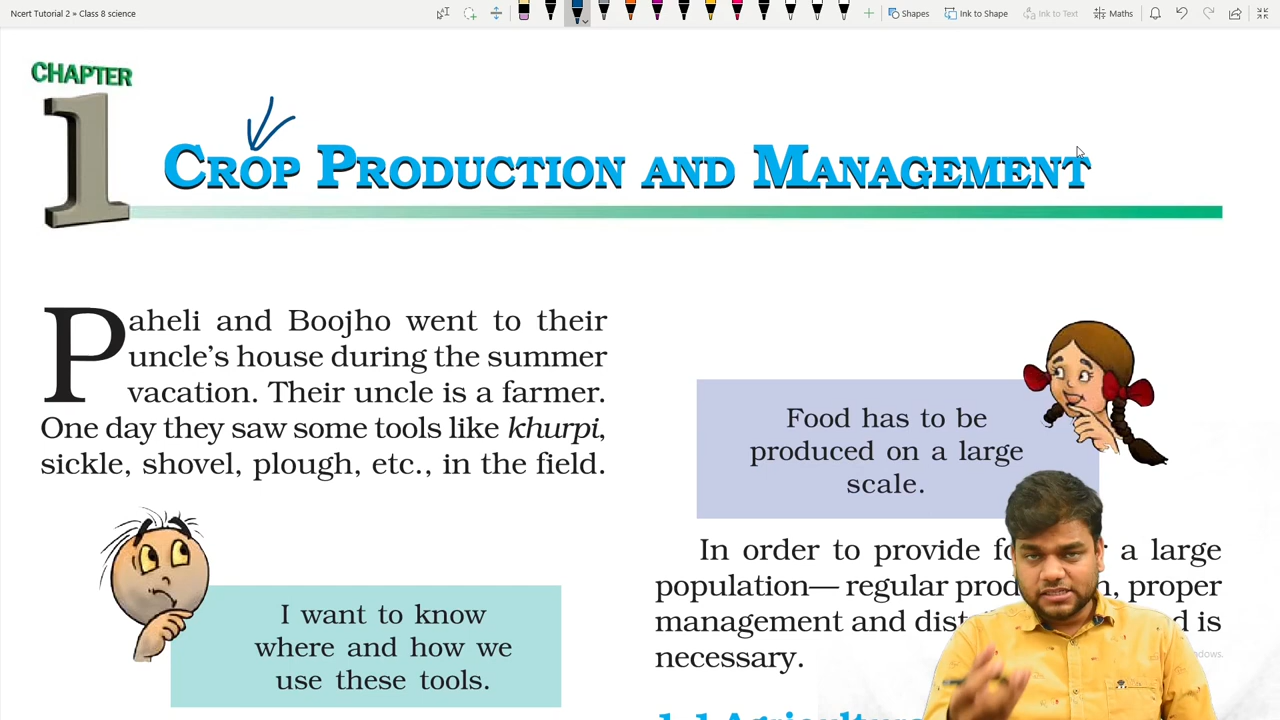 Ncert Tutorial 2 » Class 8 science
Shapes
Ink to Shape
Ink to Text
Maths
CHAPTER
1
CROP PRODUCTION AND MANAGEMENT
Paheli and Boojho went to their
uncle's house during the summer
vacation. Their uncle is a farmer.
One day they saw some tools like khurpi,
sickle, shovel, plough, etc., in the field.
I want to know
where and how we
use these tools.
Food has to be
produced on a large
scale.
In order to provide a large
population— regular proper
management and is
necessary.
1.1 Agricultur